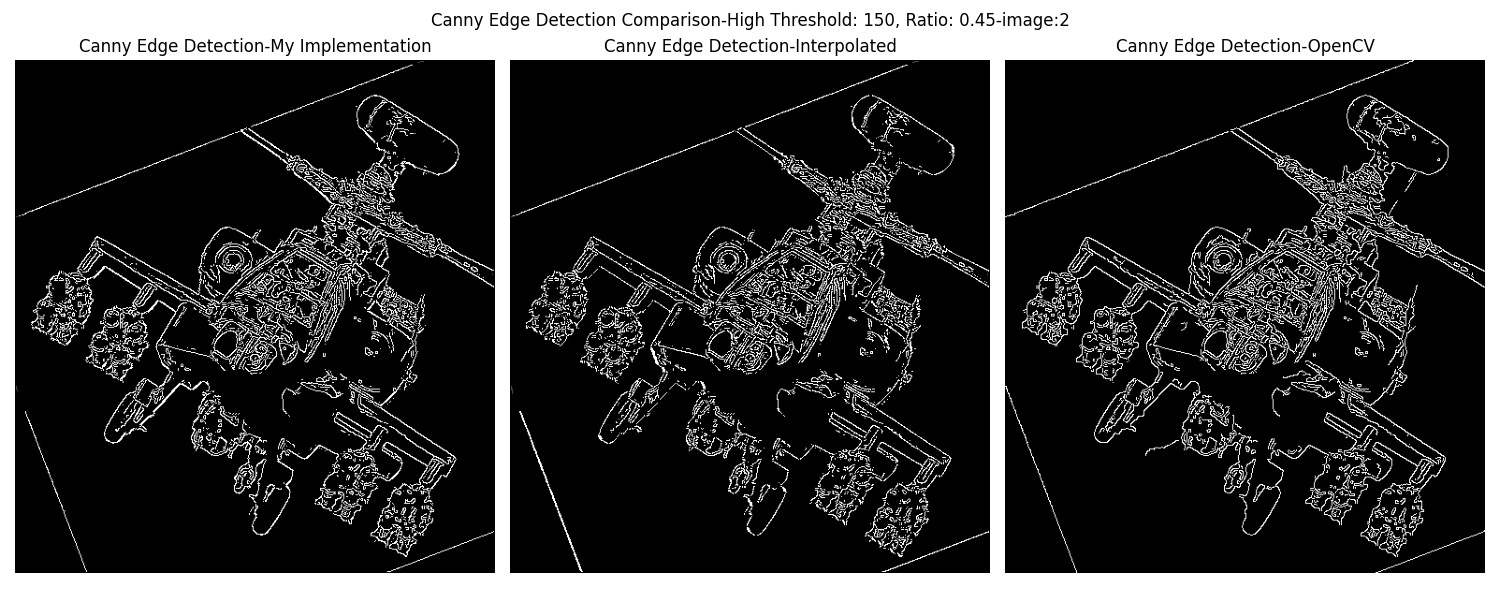 Canny Edge Detection Comparison-High Threshold: 150, Ratio: 0.45-image:2
Canny Edge Detection-My Implementation
Canny Edge Detection-Interpolated
Canny Edge Detection-OpenCV